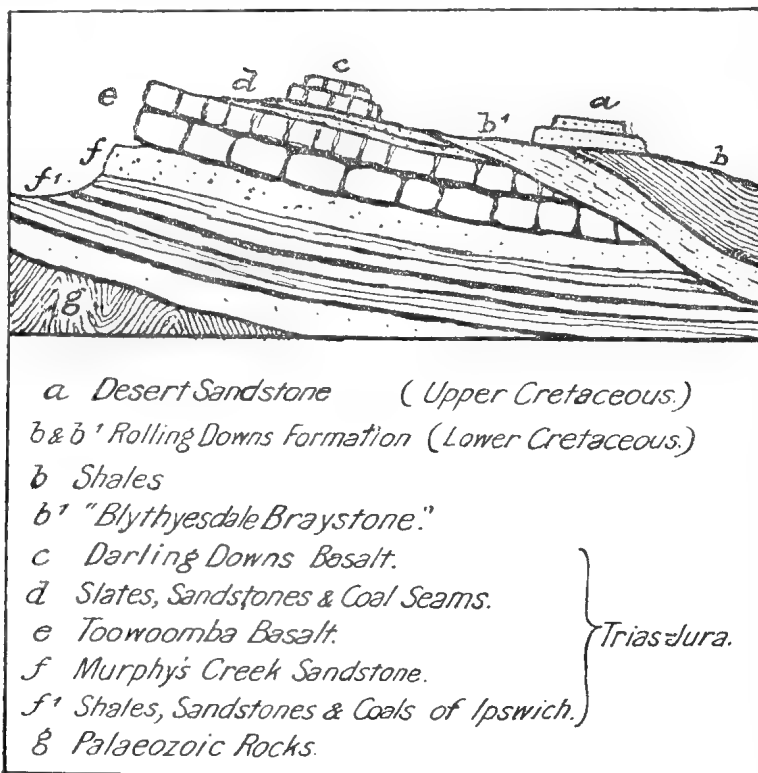 c
d
a
e
b'
f
b
f'.
g
a Desert Sandstone (Upper Cretaceous.)
b & b' Rolling Downs Formation (Lower Cretaceous.)
b Shales
b' "Blythyesdale Braystone."
c Darling Downs Basalt.
d Slates, Sandstones & Coal Seams.
e Toowoomba Basalt.
Trias-Jura.
f Murphy's Creek Sandstone.
f' Shales, Sandstones & Coals of Ipswich.
g Palaeozoic Rocks.